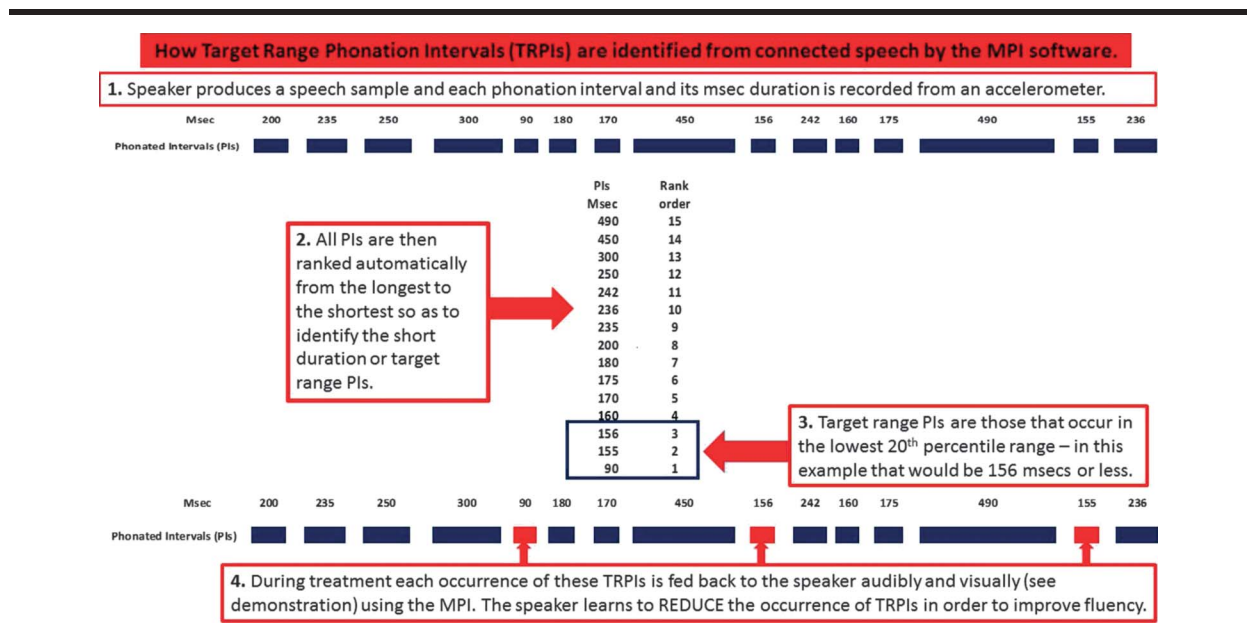 How Target Range Phonation Intervals (TRPIs) are identified from connected speech by the MPI software.
1. Speaker produces a speech sample and each phonation interval and its msec duration is recorded from an accelerometer.
Msec 200 235 250 300 90 180 170 450 156 242 160 175 490 155 236
Phonated Intervals (PIs)
PIs Rank
Msec order
490 15
450 14
300 13
250 12
242 11
236 10
235 9
200 8
180 7
175 6
170 5
160 4
156 3
155 2
90 1
2. All PIs are then
ranked automatically
from the longest to
the shortest so as to
identify the short
duration or target
range PIs.
3. Target range PIs are those that occur in
the lowest 20th percentile range – in this
example that would be 156 msecs or less.
Msec 200 235 250 300 90 180 170 450 156 242 160 175 490 155 236
Phonated Intervals (PIs)
4. During treatment each occurrence of these TRPIs is fed back to the speaker audibly and visually (see
demonstration) using the MPI. The speaker learns to REDUCE the occurrence of TRPIs in order to improve fluency.